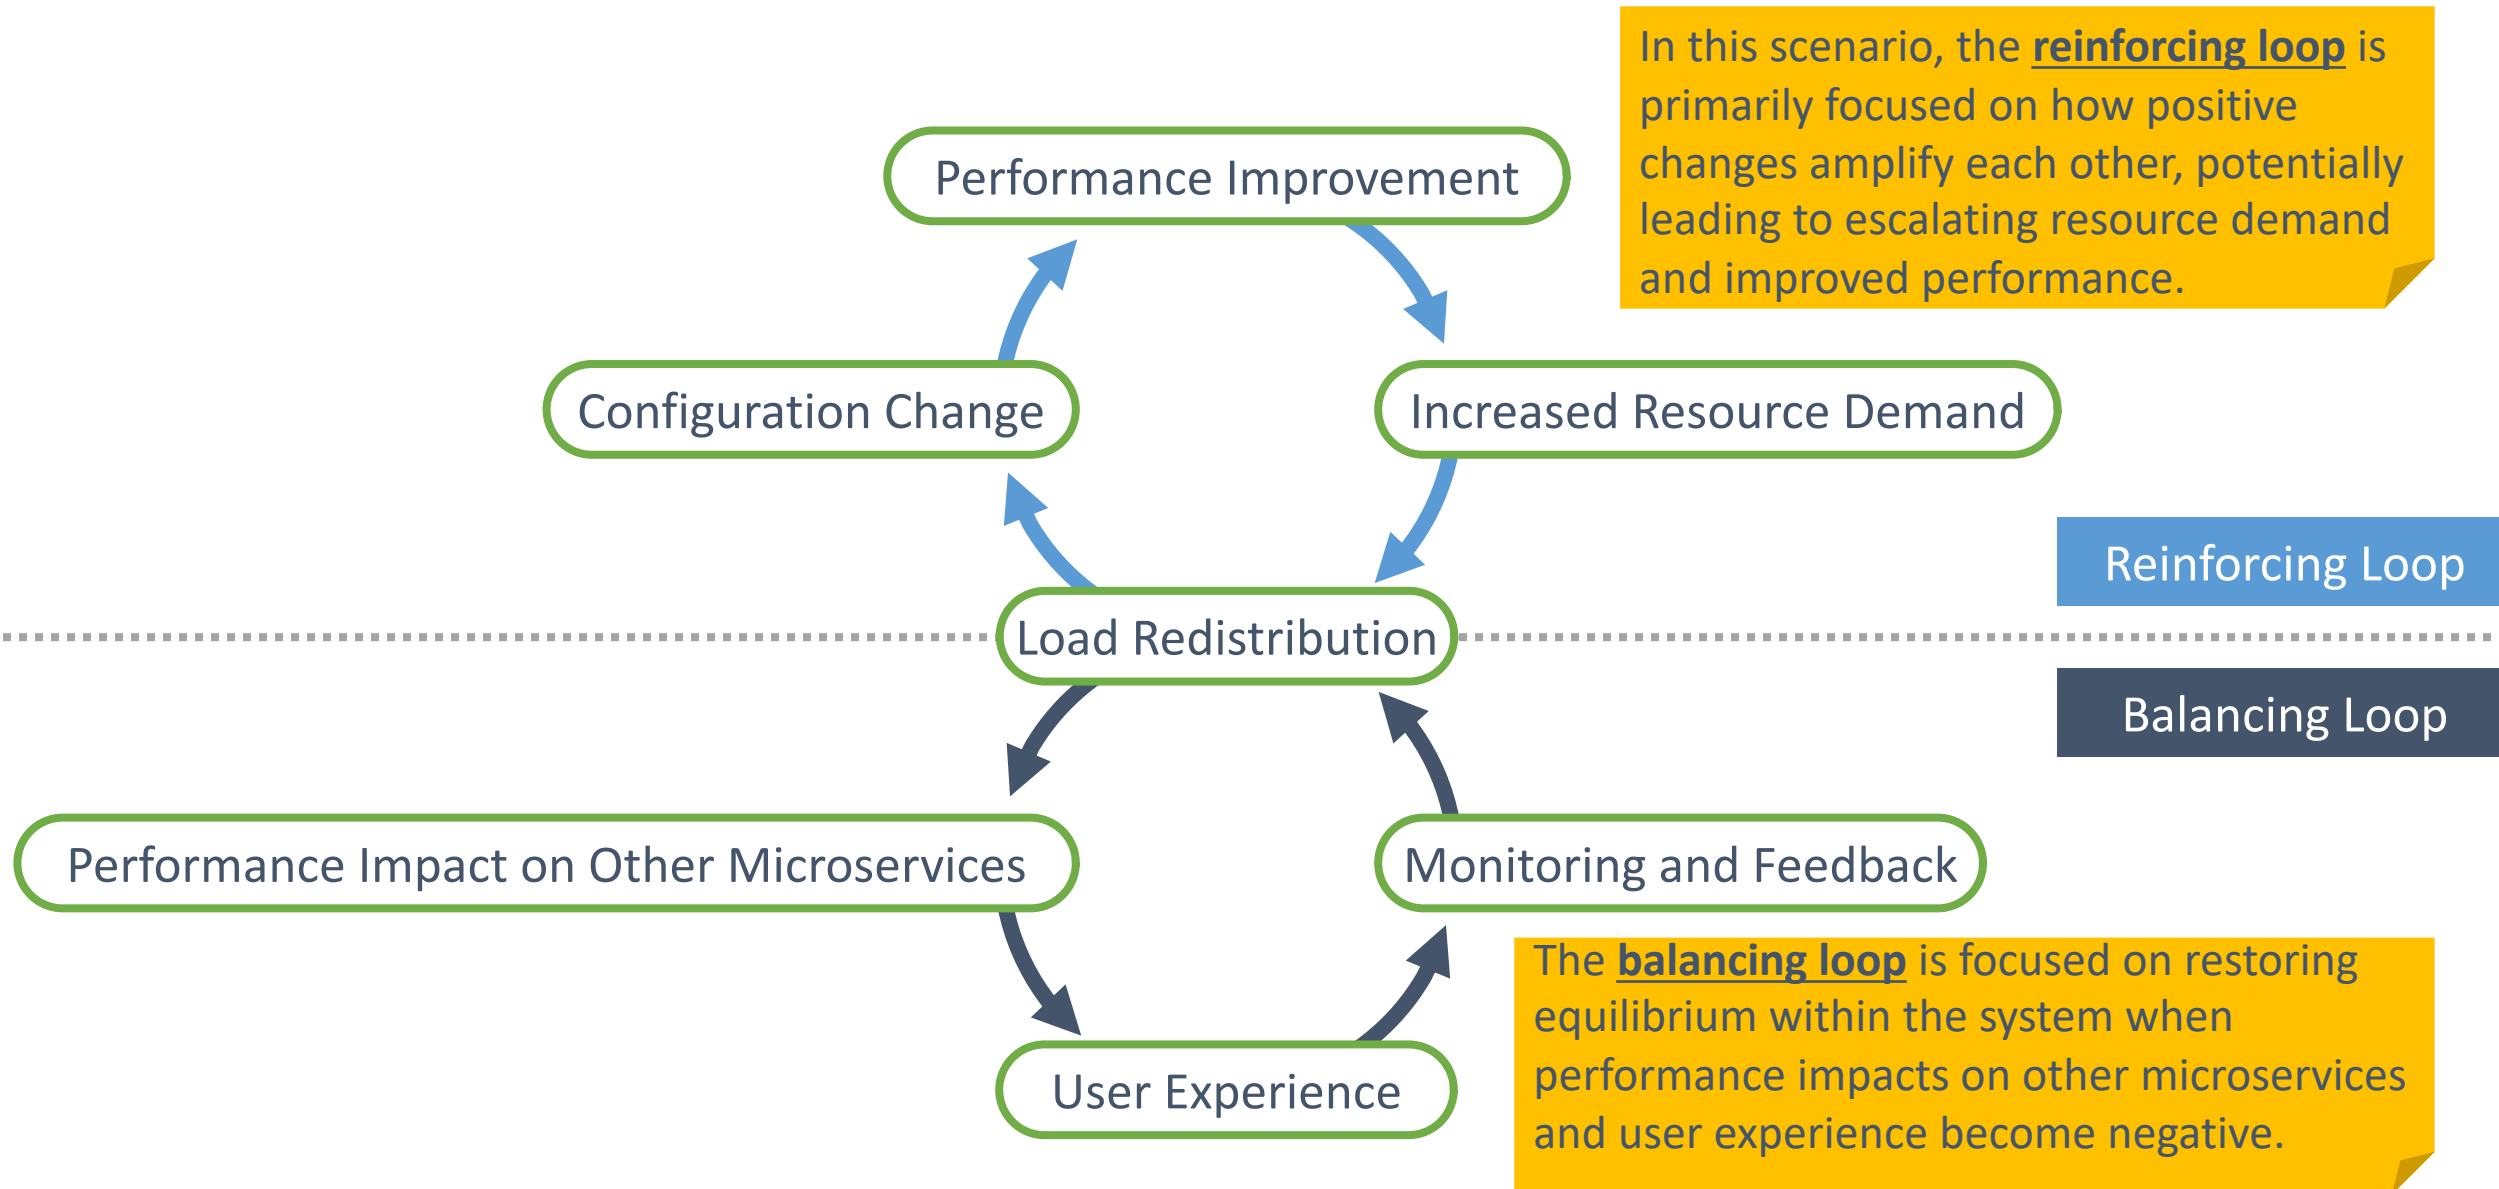 In this scenario, the reinforcing loop is
primarily focused on how positive
changes amplify each other, potentially
leading to escalating resource demand
and improved performance.
Performance Improvement
Configuration Change
Increased Resource Demand
Reinforcing Loop
Load Redistribution
Balancing Loop
Performance Impact on Other Microservices
Monitoring and Feedback
The balancing loop is focused on restoring
equilibrium within the system when
performance impacts on other microservices
and user experience become negative.
User Experience